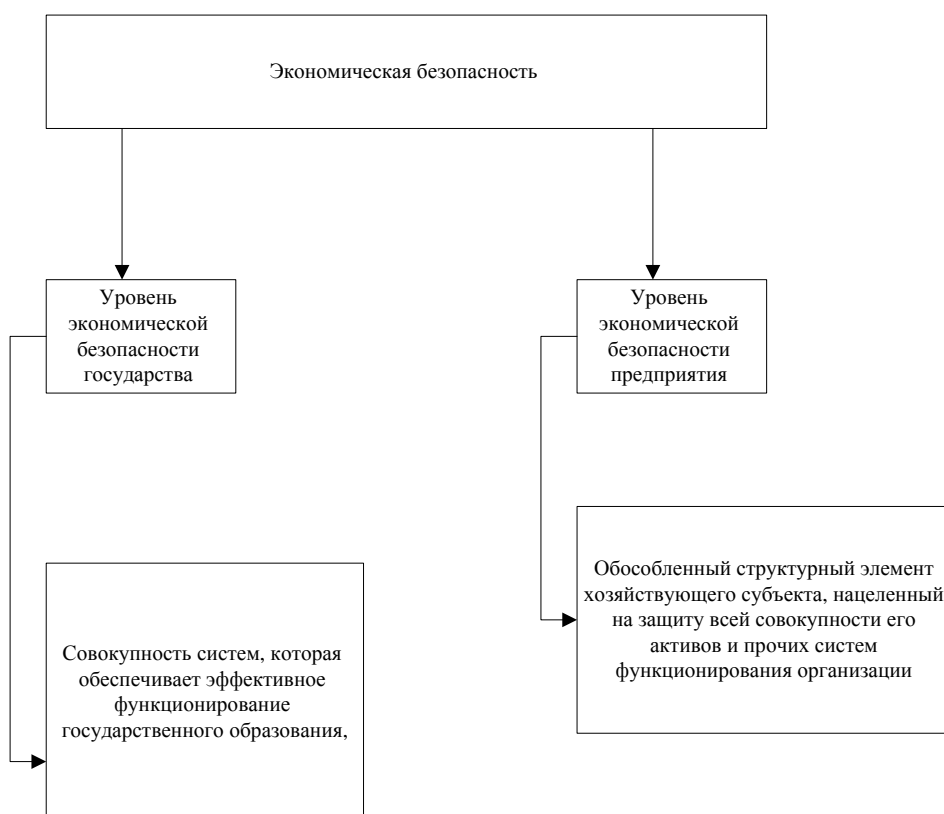 Экономическая безопасность
Уровень
экономической
безопасности
государства
Уровень
экономической
безопасности
предприятия
Совокупность систем, которая
обеспечивает эффективное
функционирование
государственного образования,
Обособленный структурный элемент
хозяйствующего субъекта, нацеленный
на защиту всей совокупности его
активов и прочих систем
функционирования организации